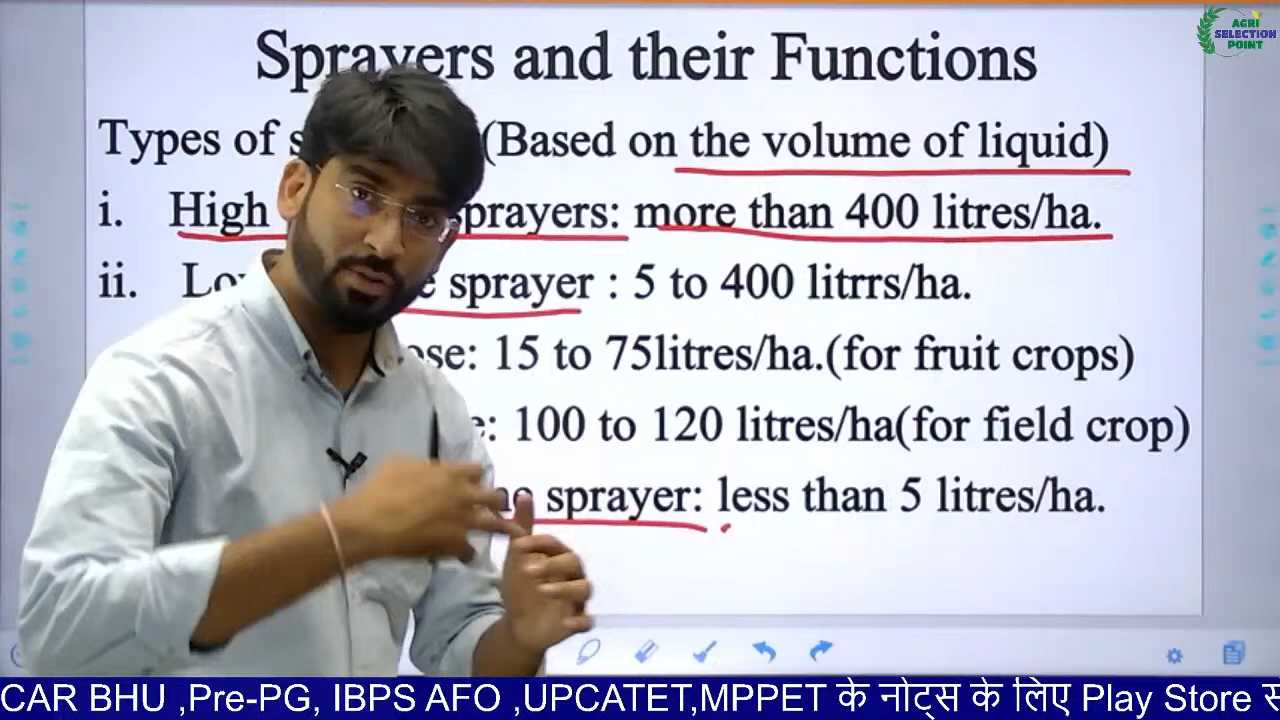 AGRI
SELECTION
POINT
Sprayers and their Functions
Types of (Based on the volume of liquid)
i. High sprayers: more than 400 litres/ha.
ii. sprayer : 5 to 400 litrrs/ha.
15 to 75litres/ha.(for fruit crops)
100 to 120 litres/ha(for field crop)
sprayer: less than 5 litres/ha.
CAR BHU ,Pre-PG, IBPS AFO ,UPCATET,MPPET के नोट्स के लिए Play Store